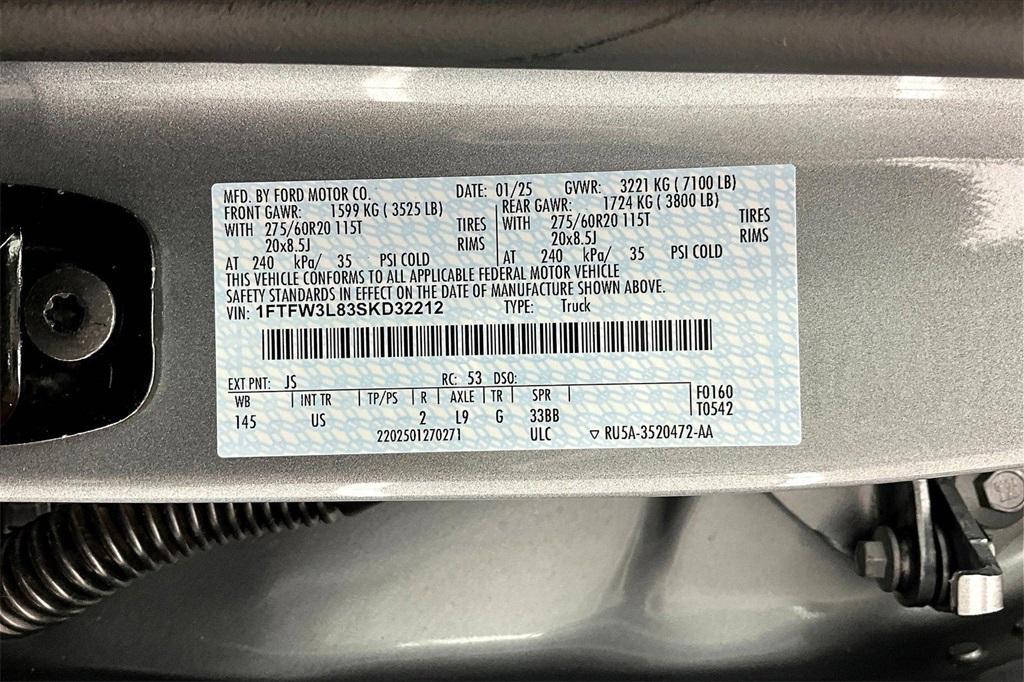 MFD. BY FORD MOTOR CO. DATE: 01/25 GVWR: 3221 KG ( 7100 LB)
FRONT GAWR: 1599 KG ( 3525 LB) REAR GAWR: 1724 KG ( 3800 LB)
WITH 275/60R20 115T TIRES WITH 275/60R20 115T TIRES
20x8.5J RIMS 20x8.5J RIMS
AT 240 kPa/ 35 PSI COLD AT 240 kPa/ 35 PSI COLD
THIS VEHICLE CONFORMS TO ALL APPLICABLE FEDERAL MOTOR VEHICLE
SAFETY STANDARDS IN EFFECT ON THE DATE OF MANUFACTURE SHOWN ABOVE.
VIN: 1FTFW3L83SKD32212 TYPE: Truck
EXT PNT: JS RC: 53 DSO:
WB INT TR TP/PS R AXLE TR SPR F0160
145 US 2 L9 G 33BB T0542
2202501270271 ULC ▽ RU5A-3520472-AA